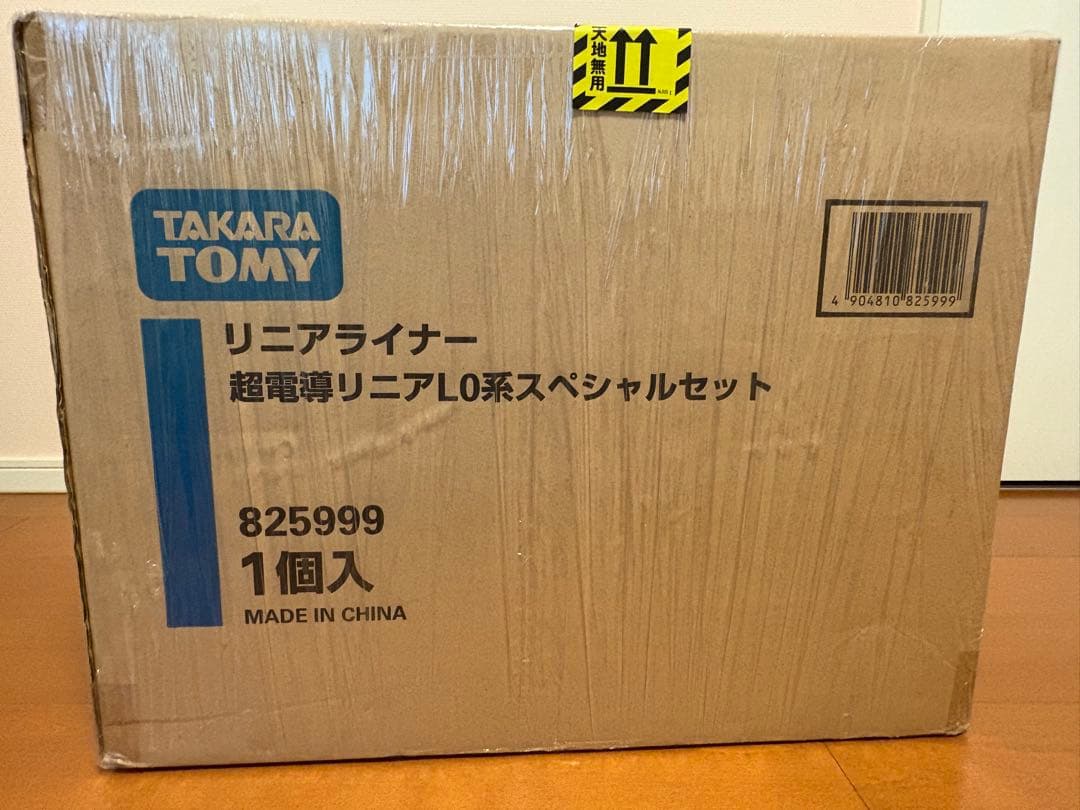 天地無用
TAKARA
TOMY
4 904810 825999
リニアライナー
超電導リニアL0系スペシャルセット
825999
1個入
MADE IN CHINA